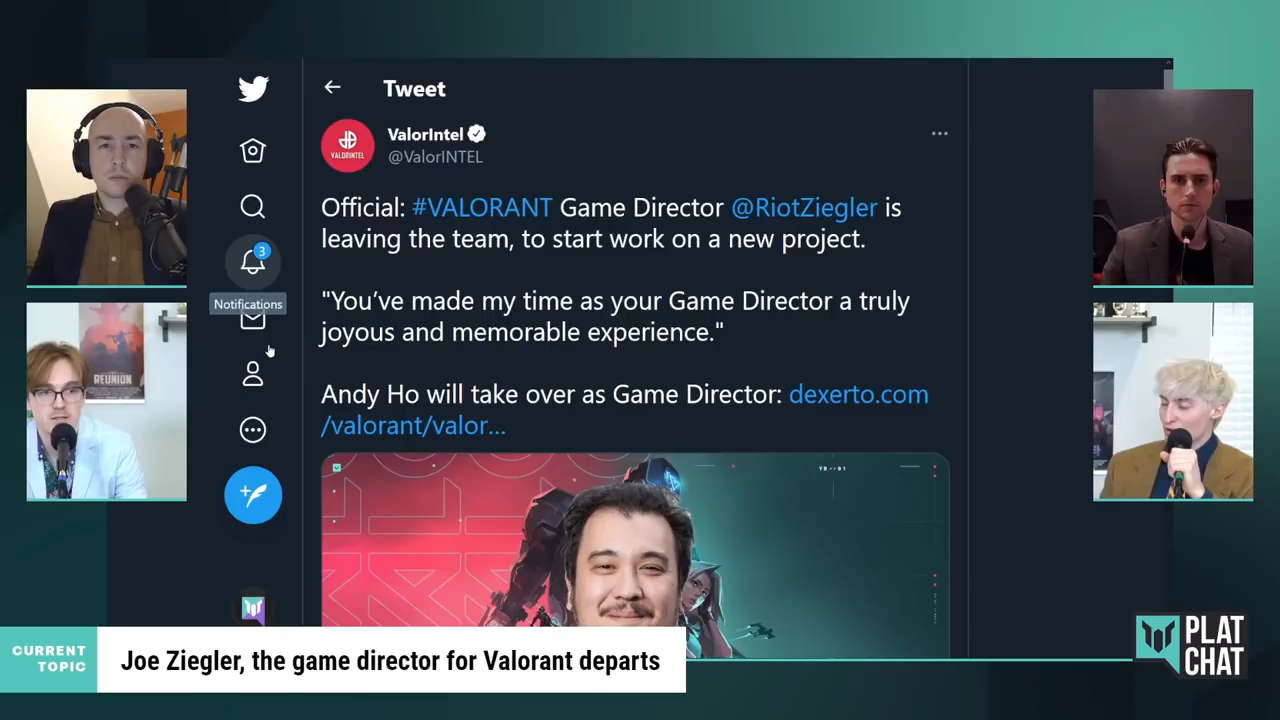 Tweet
ValorIntel
@ValorINTEL
VALORINTEL
Official: #VALORANT Game Director @RiotZiegler is
leaving the team, to start work on a new project.
"You've made my time as your Game Director a truly
joyous and memorable experience."
Andy Ho will take over as Game Director: dexerto.com
/valorant/valor...
3
Notifications
REUNION
CURRENT
TOPIC
Joe Ziegler, the game director for Valorant departs
PLAT
CHAT